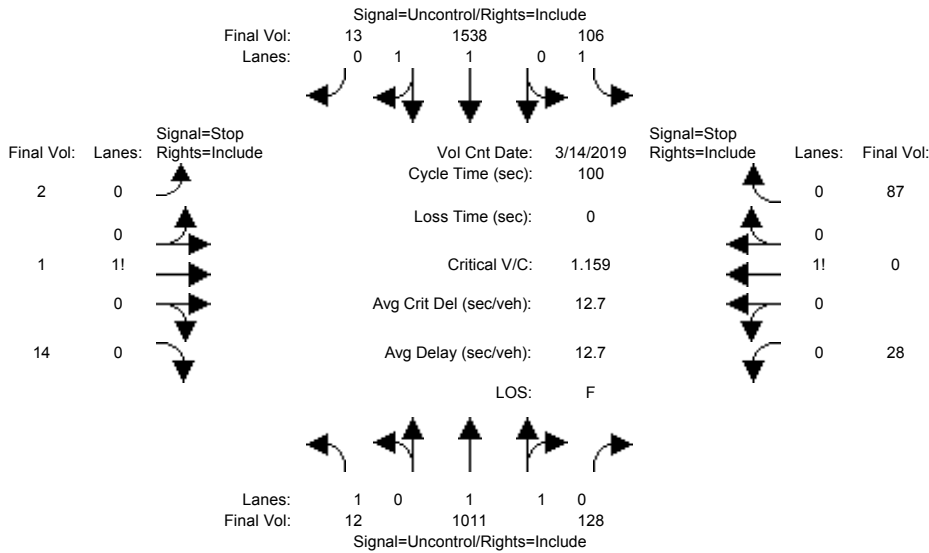 Signal=Uncontrol/Rights=Include
Final Vol: 13 1538 106
Lanes: 0 1 1 0 1
Signal=Stop Signal=Stop
Final Vol: Lanes: Rights=Include Vol Cnt Date: 3/14/2019 Rights=Include Lanes: Final Vol:
Cycle Time (sec): 100
2 0 0 87
Loss Time (sec): 0
0 0
1 1! Critical V/C: 1.159 1! 0
0 Avg Crit Del (sec/veh): 12.7 0
14 0 Avg Delay (sec/veh): 12.7 0 28
LOS: F
Lanes: 1 0 1 1 0
Final Vol: 12 1011 128
Signal=Uncontrol/Rights=Include